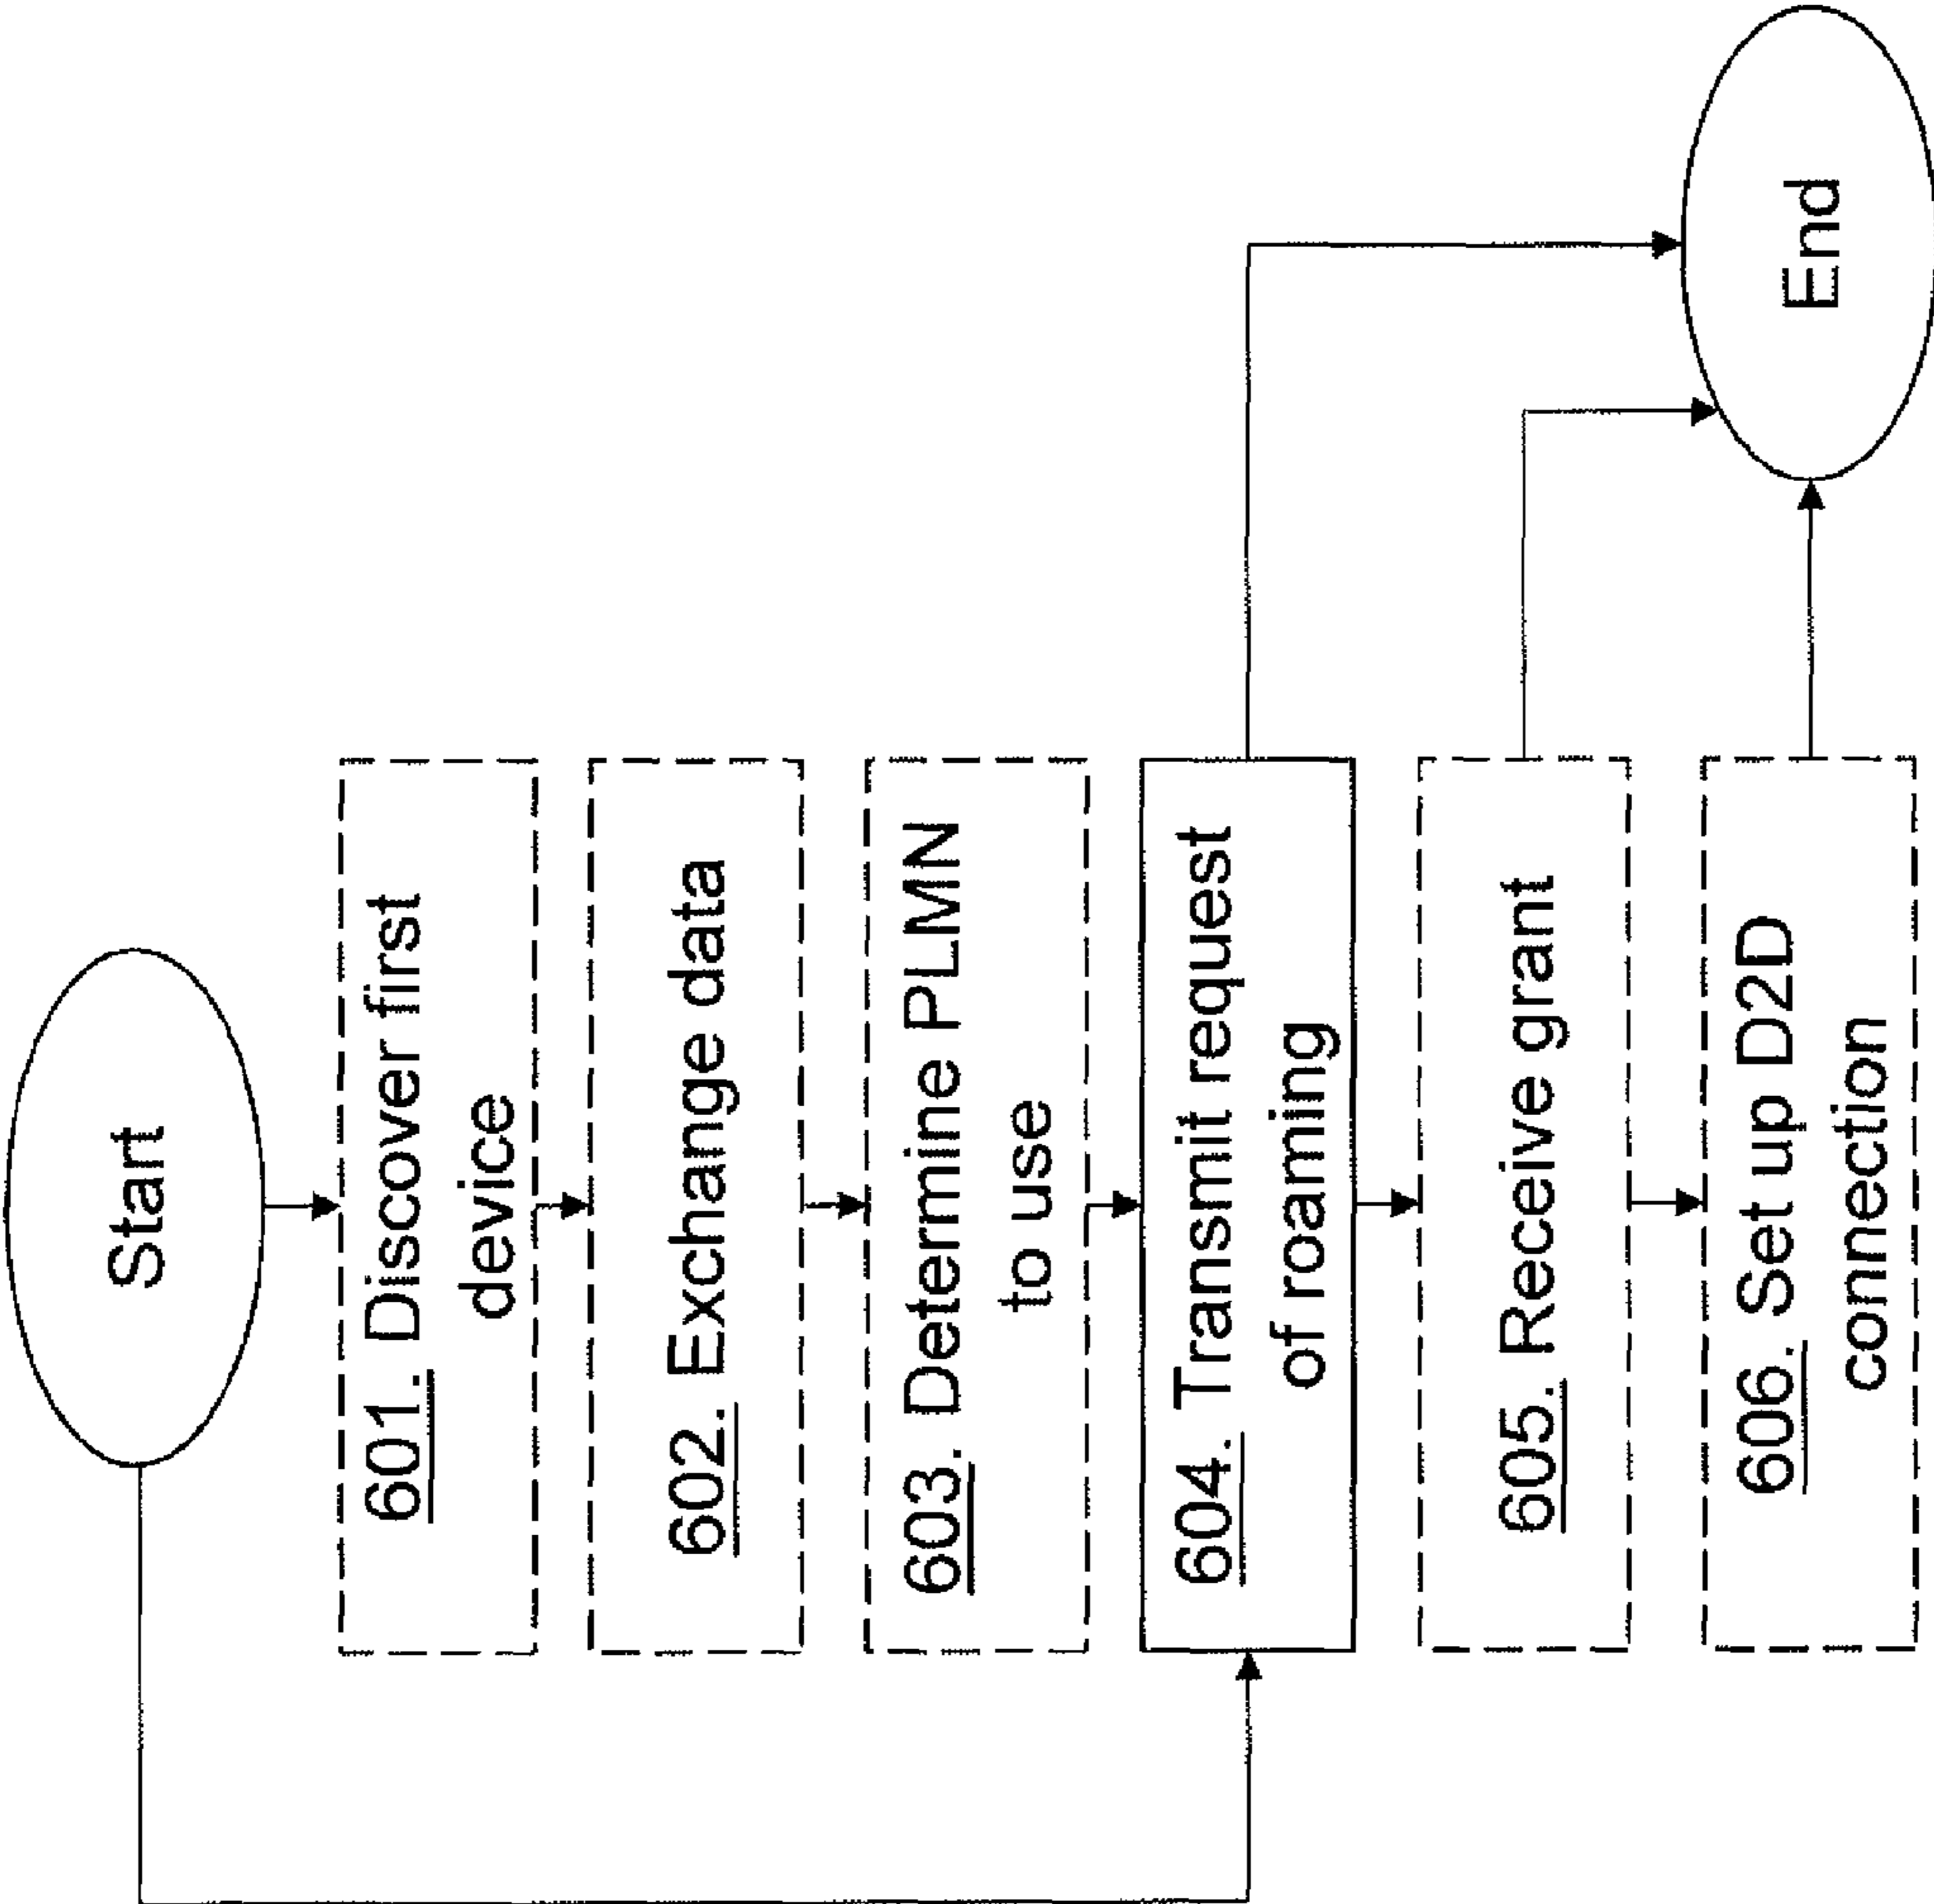 Start
601. Discover first
device
602. Exchange data
603. Determine PLMN
to use
604. Transmit request
of roaming
605. Receive grant
606. Set up D2D
connection
End